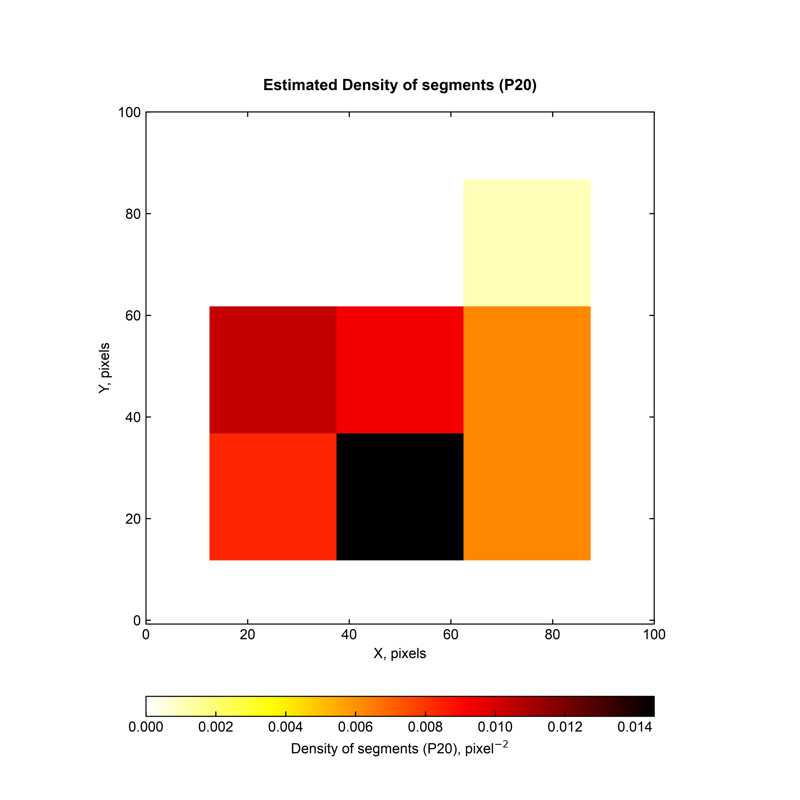 Estimated Density of segments (P20)
100
80
60
40
20
0
Y, pixels
0 20 40 60 80 100
X, pixels
0.000 0.002 0.004 0.006 0.008 0.010 0.012 0.014
Density of segments (P20), pixel⁻²